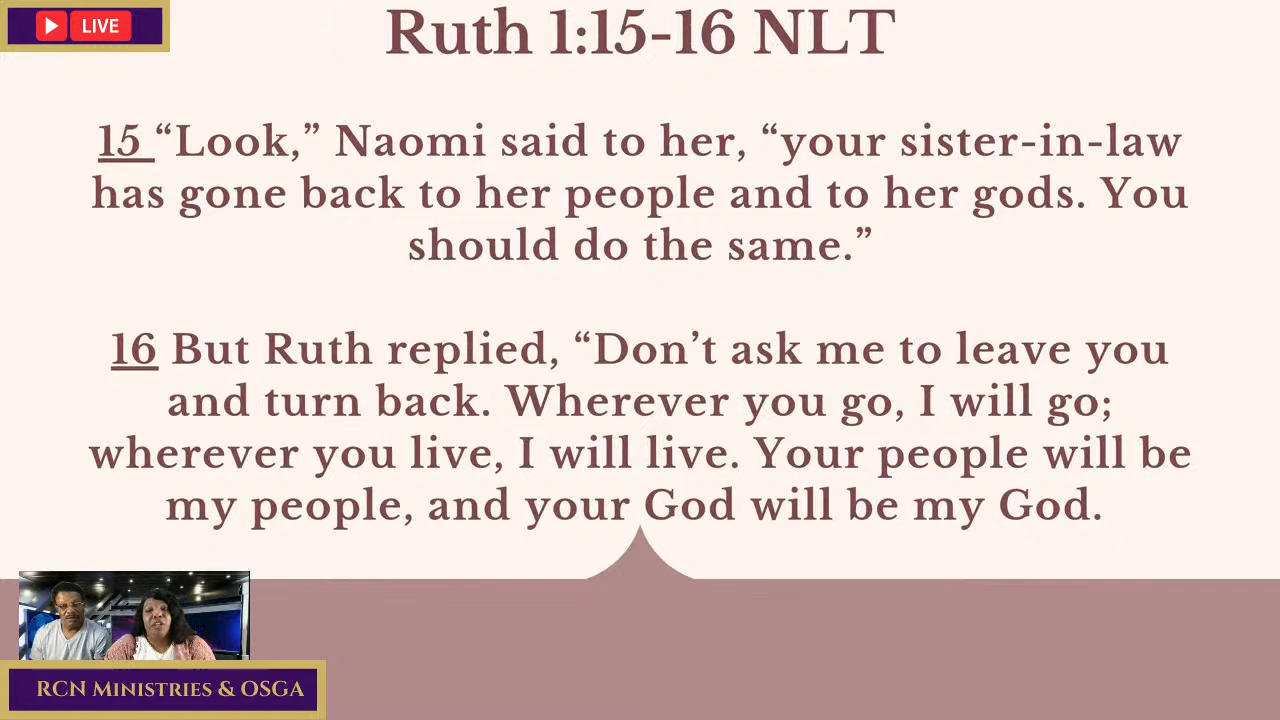 LIVE
Ruth 1:15-16 NLT
15 “Look,” Naomi said to her, “your sister-in-law
has gone back to her people and to her gods. You
should do the same.”
16 But Ruth replied, “Don’t ask me to leave you
and turn back. Wherever you go, I will go;
wherever you live, I will live. Your people will be
my people, and your God will be my God.
RCN Ministries & OSGA